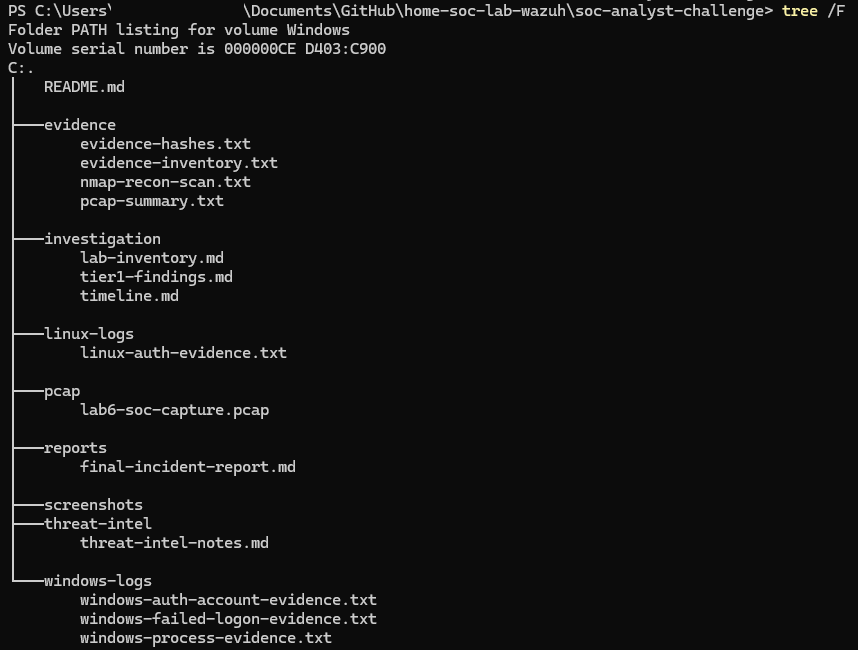 PS C:\Users\ \Documents\GitHub\home-soc-lab-wazuh\soc-analyst-challenge> tree /F
Folder PATH listing for volume Windows
Volume serial number is 000000CE D403:C900
C:.
│   README.md
│
├───evidence
│       evidence-hashes.txt
│       evidence-inventory.txt
│       nmap-recon-scan.txt
│       pcap-summary.txt
│
├───investigation
│       lab-inventory.md
│       tier1-findings.md
│       timeline.md
│
├───linux-logs
│       linux-auth-evidence.txt
│
├───pcap
│       lab6-soc-capture.pcap
│
├───reports
│       final-incident-report.md
│
├───screenshots
├───threat-intel
│       threat-intel-notes.md
│
└───windows-logs
        windows-auth-account-evidence.txt
        windows-failed-logon-evidence.txt
        windows-process-evidence.txt